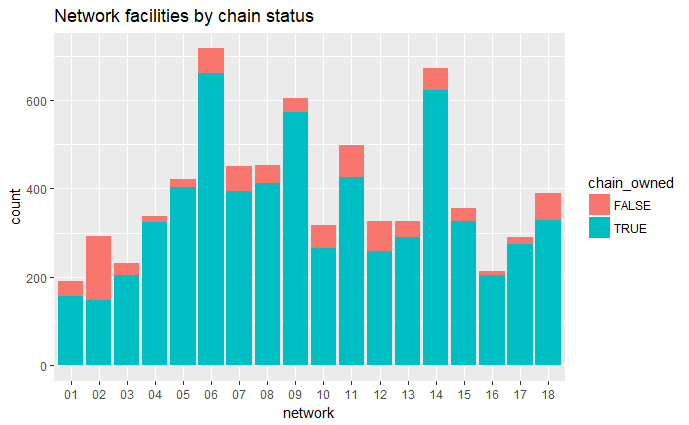 Network facilities by chain status
count
600
400
200
0
01 02 03 04 05 06 07 08 09 10 11 12 13 14 15 16 17 18
network
chain_owned
FALSE
TRUE